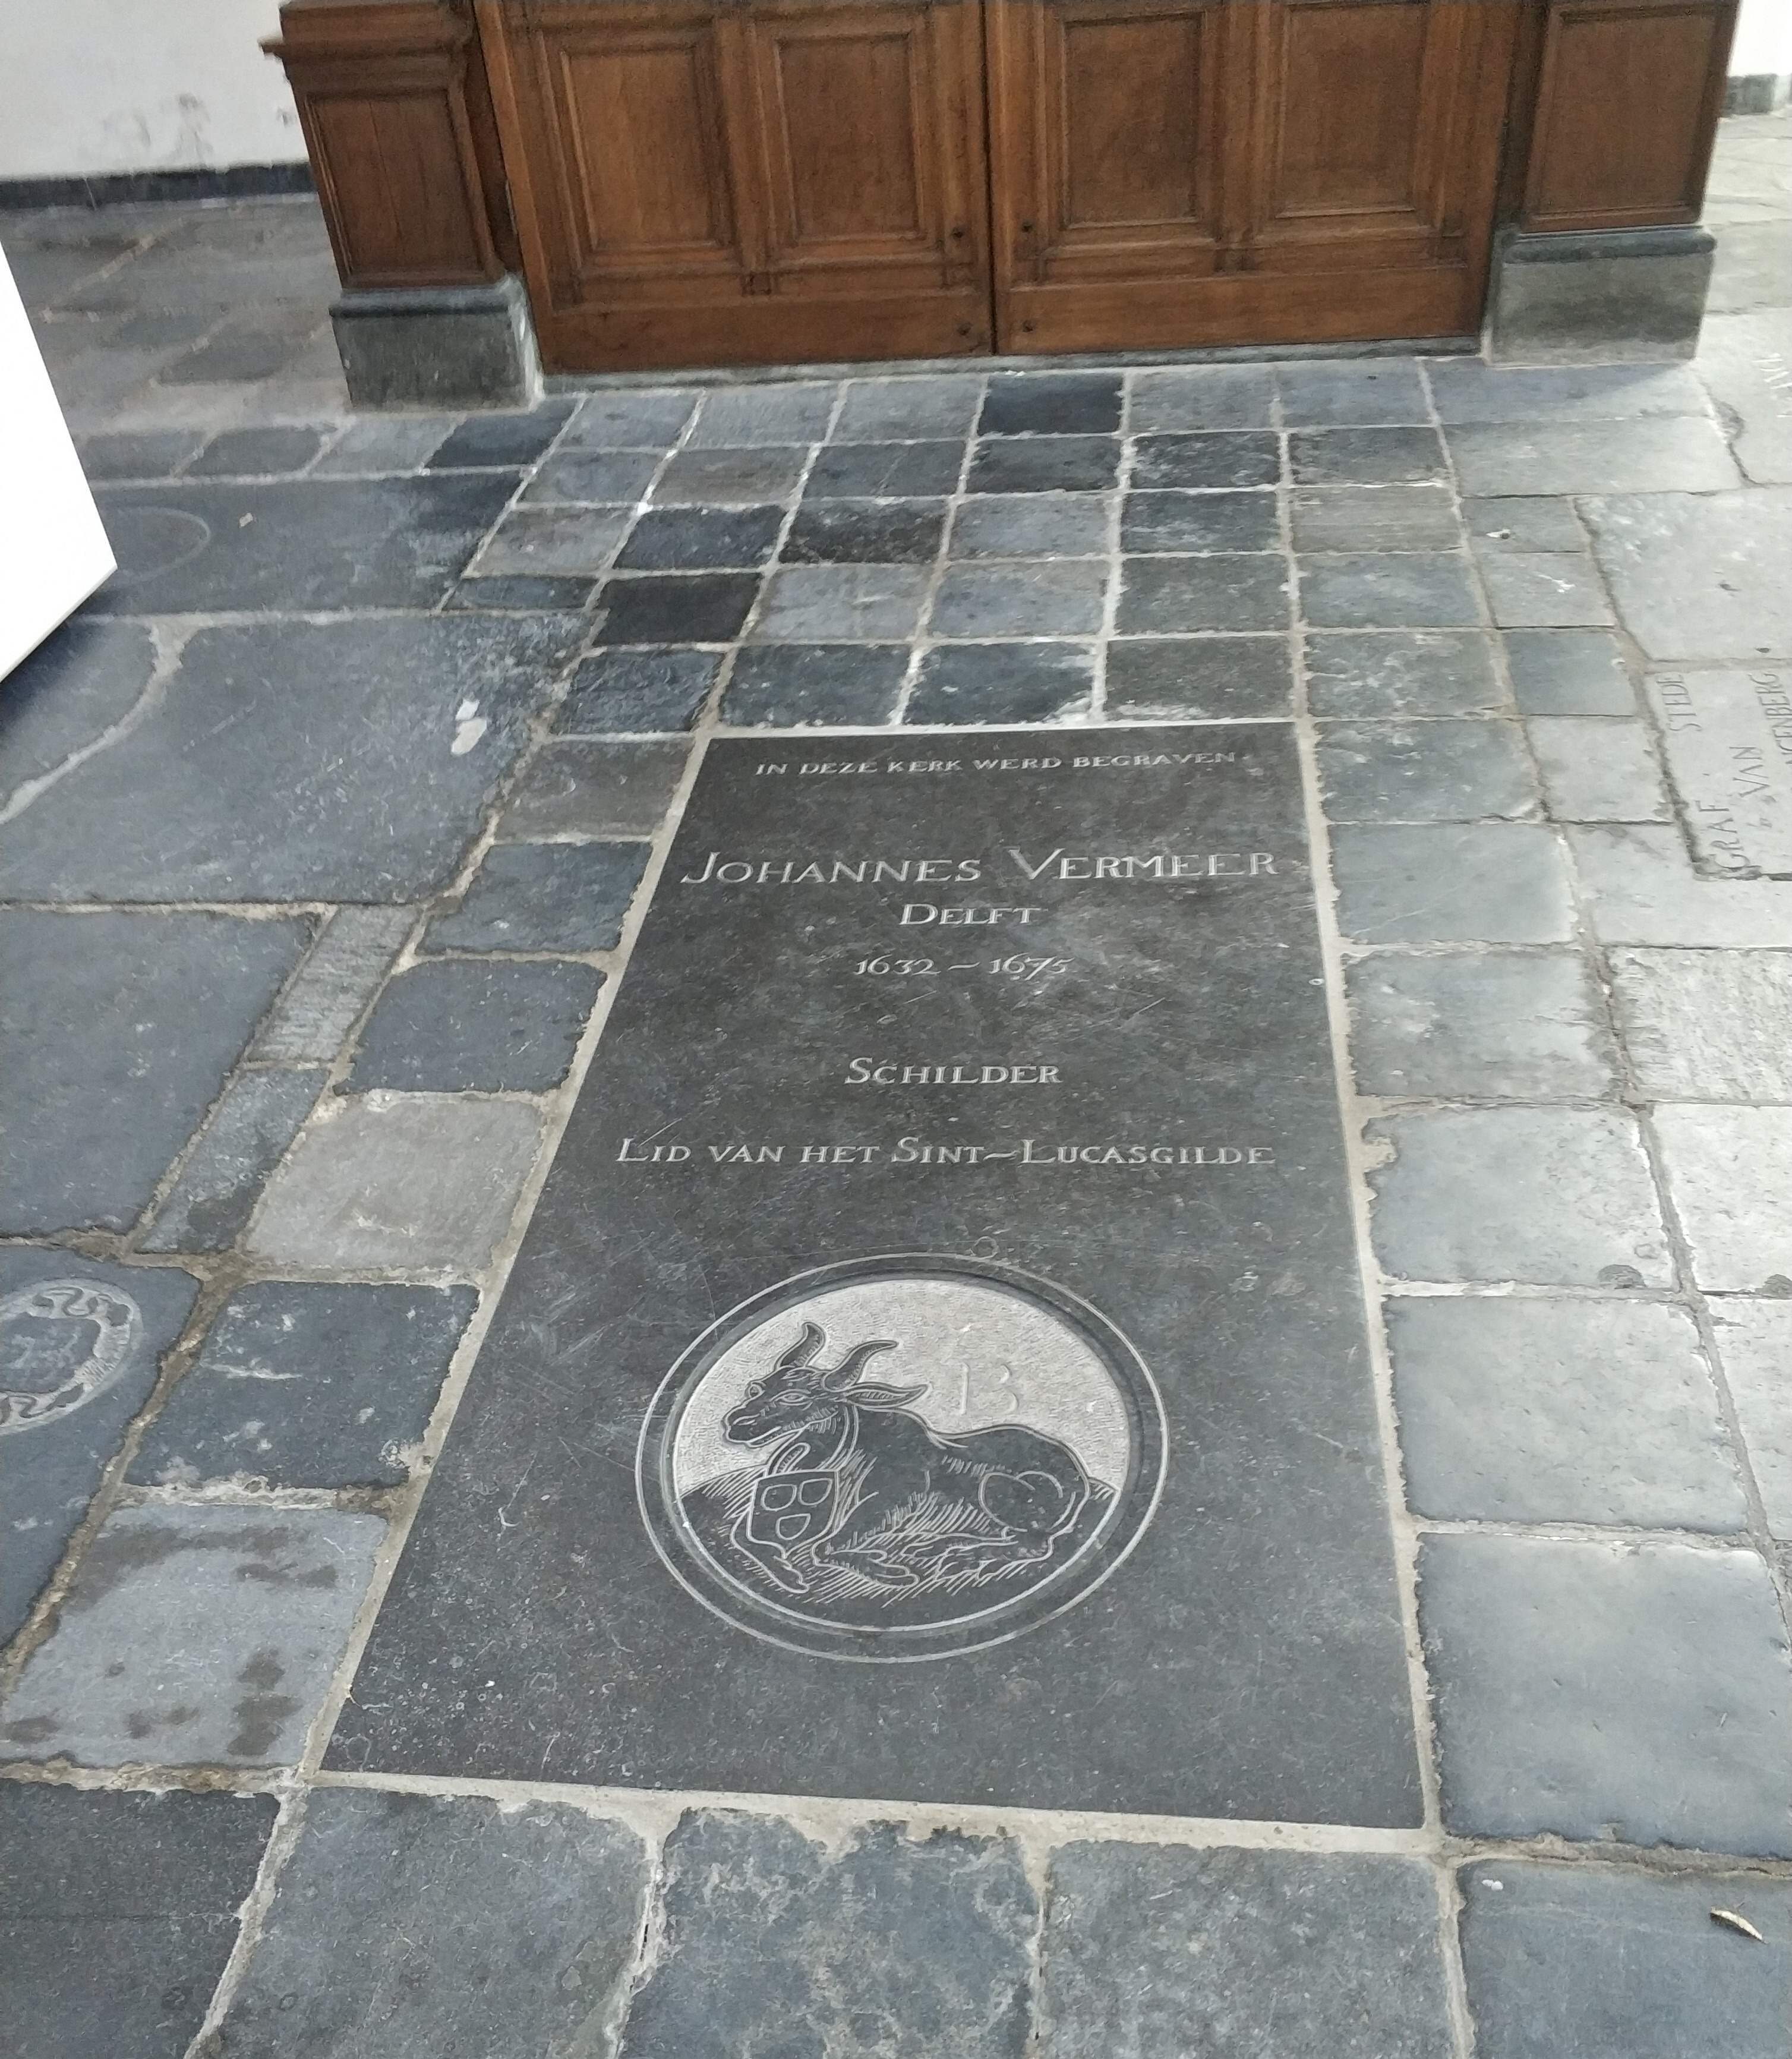 IN DEZE KERK WERD BEGRAVEN
JOHANNES VERMEER
DELFT
1632 – 1675
SCHILDER
LID VAN HET SINT-LUCASGILDE
B
GRAF STEDE
VAN